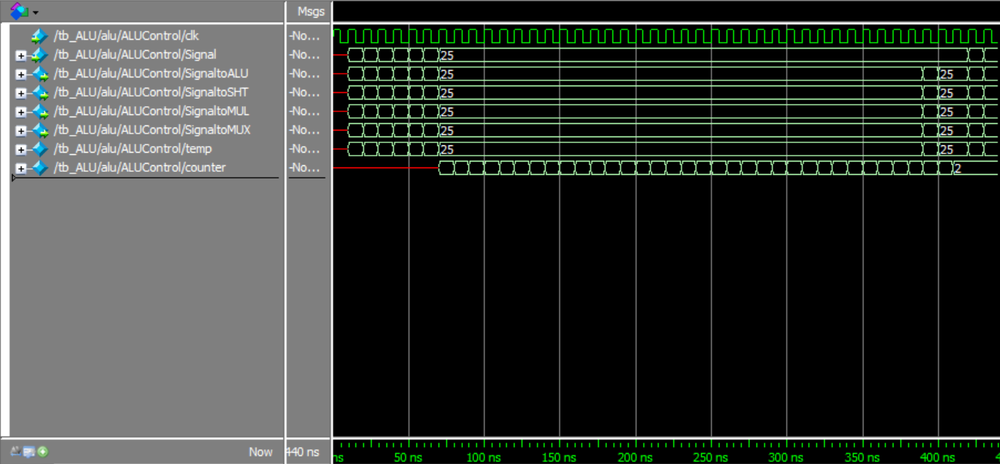 Msgs
/tb_ALU/alu/ALUControl/clk -No...
/tb_ALU/alu/ALUControl/Signal -No... 25
/tb_ALU/alu/ALUControl/SignaltoALU -No... 25 25
/tb_ALU/alu/ALUControl/SignaltoSHT -No... 25 25
/tb_ALU/alu/ALUControl/SignaltoMUL -No... 25 25
/tb_ALU/alu/ALUControl/SignaltoMUX -No... 25 25
/tb_ALU/alu/ALUControl/temp -No... 25 25
/tb_ALU/alu/ALUControl/counter -No... 2
Now 440 ns ns 50 ns 100 ns 150 ns 200 ns 250 ns 300 ns 350 ns 400 ns